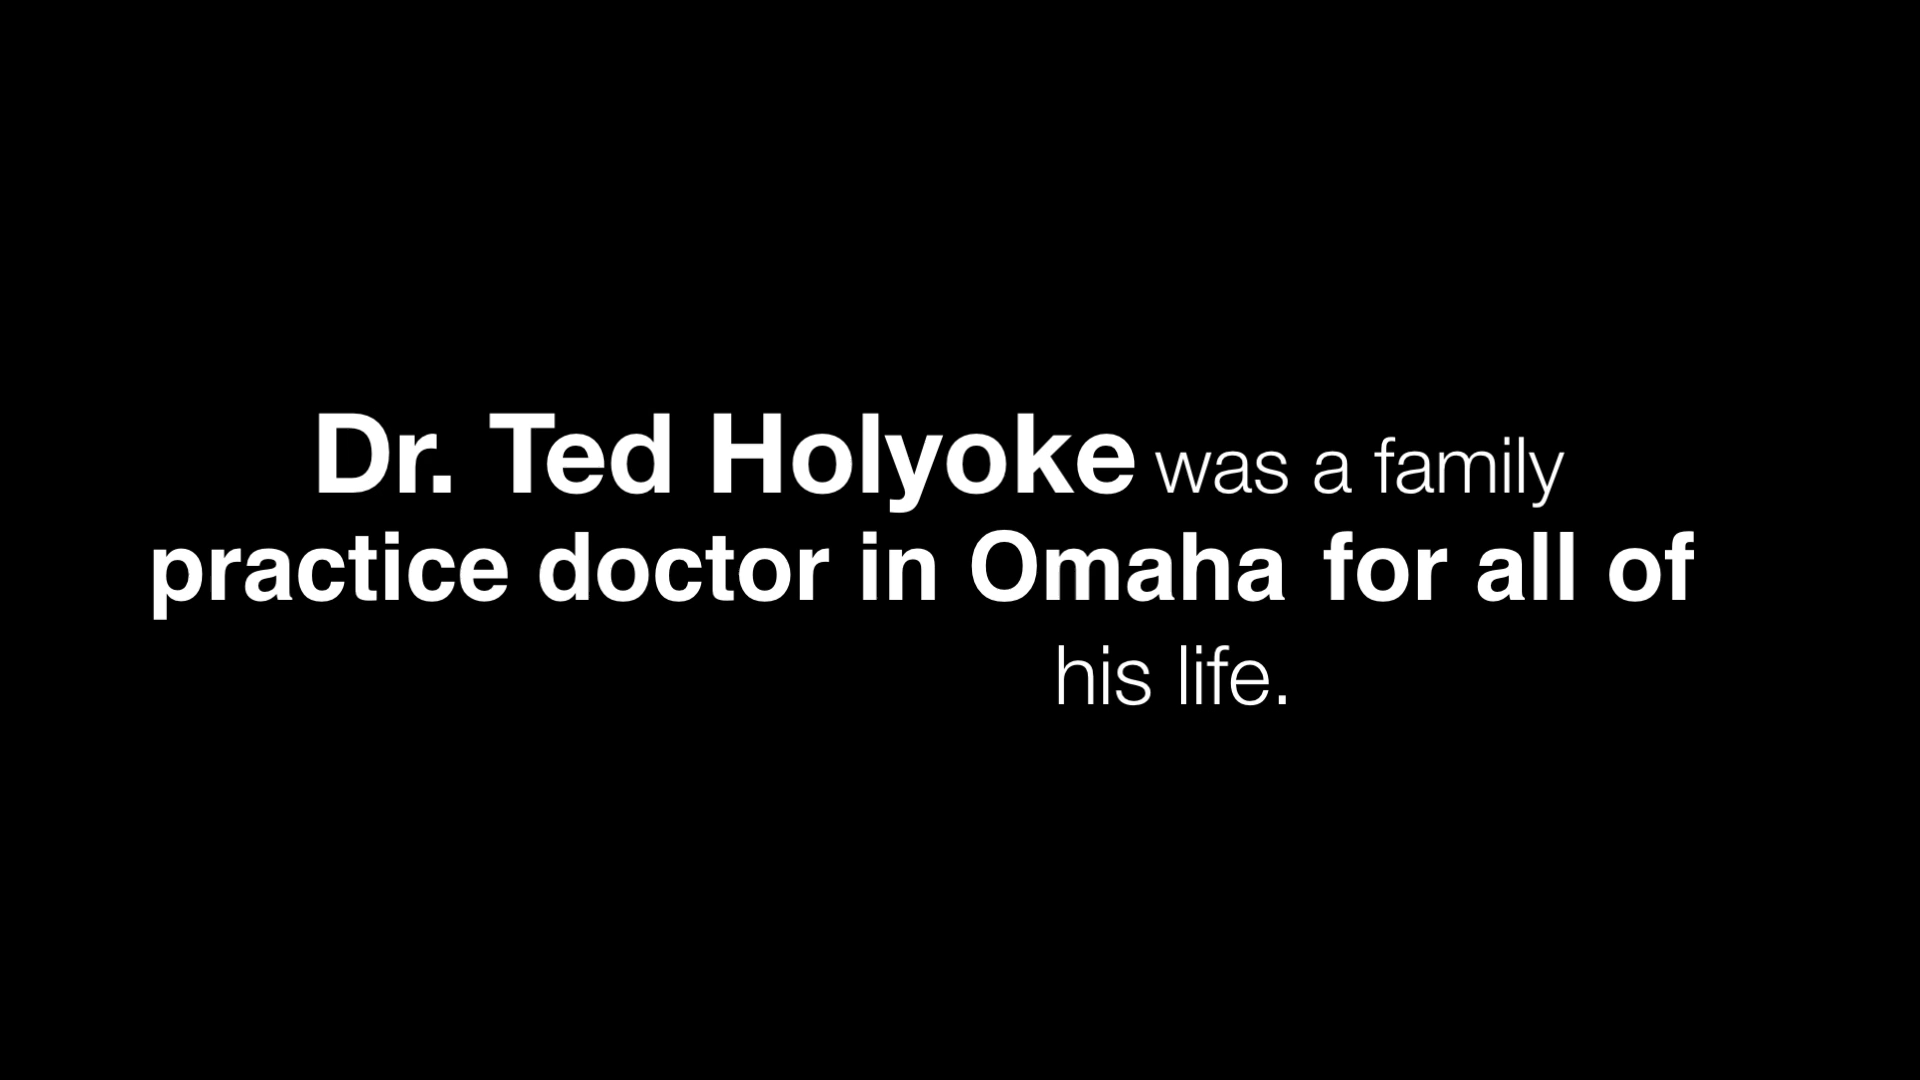 Dr. Ted Holyoke was a family
practice doctor in Omaha for all of
his life.